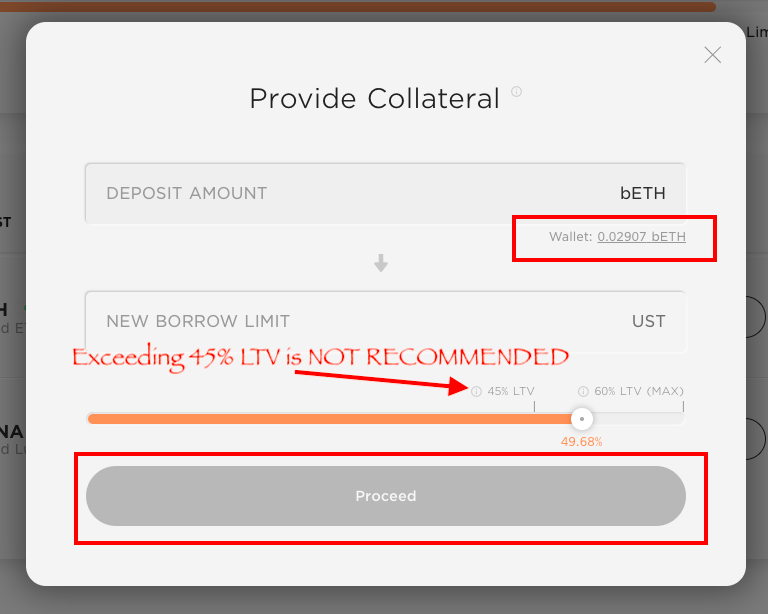 Lim
Provide Collateral
DEPOSIT AMOUNT bETH
ST
Wallet: 0.02907 bETH
H
d E
NEW BORROW LIMIT UST
Exceeding 45% LTV is NOT RECOMMENDED
45% LTV 60% LTV (MAX)
NA
49.68%
d Lu
Proceed